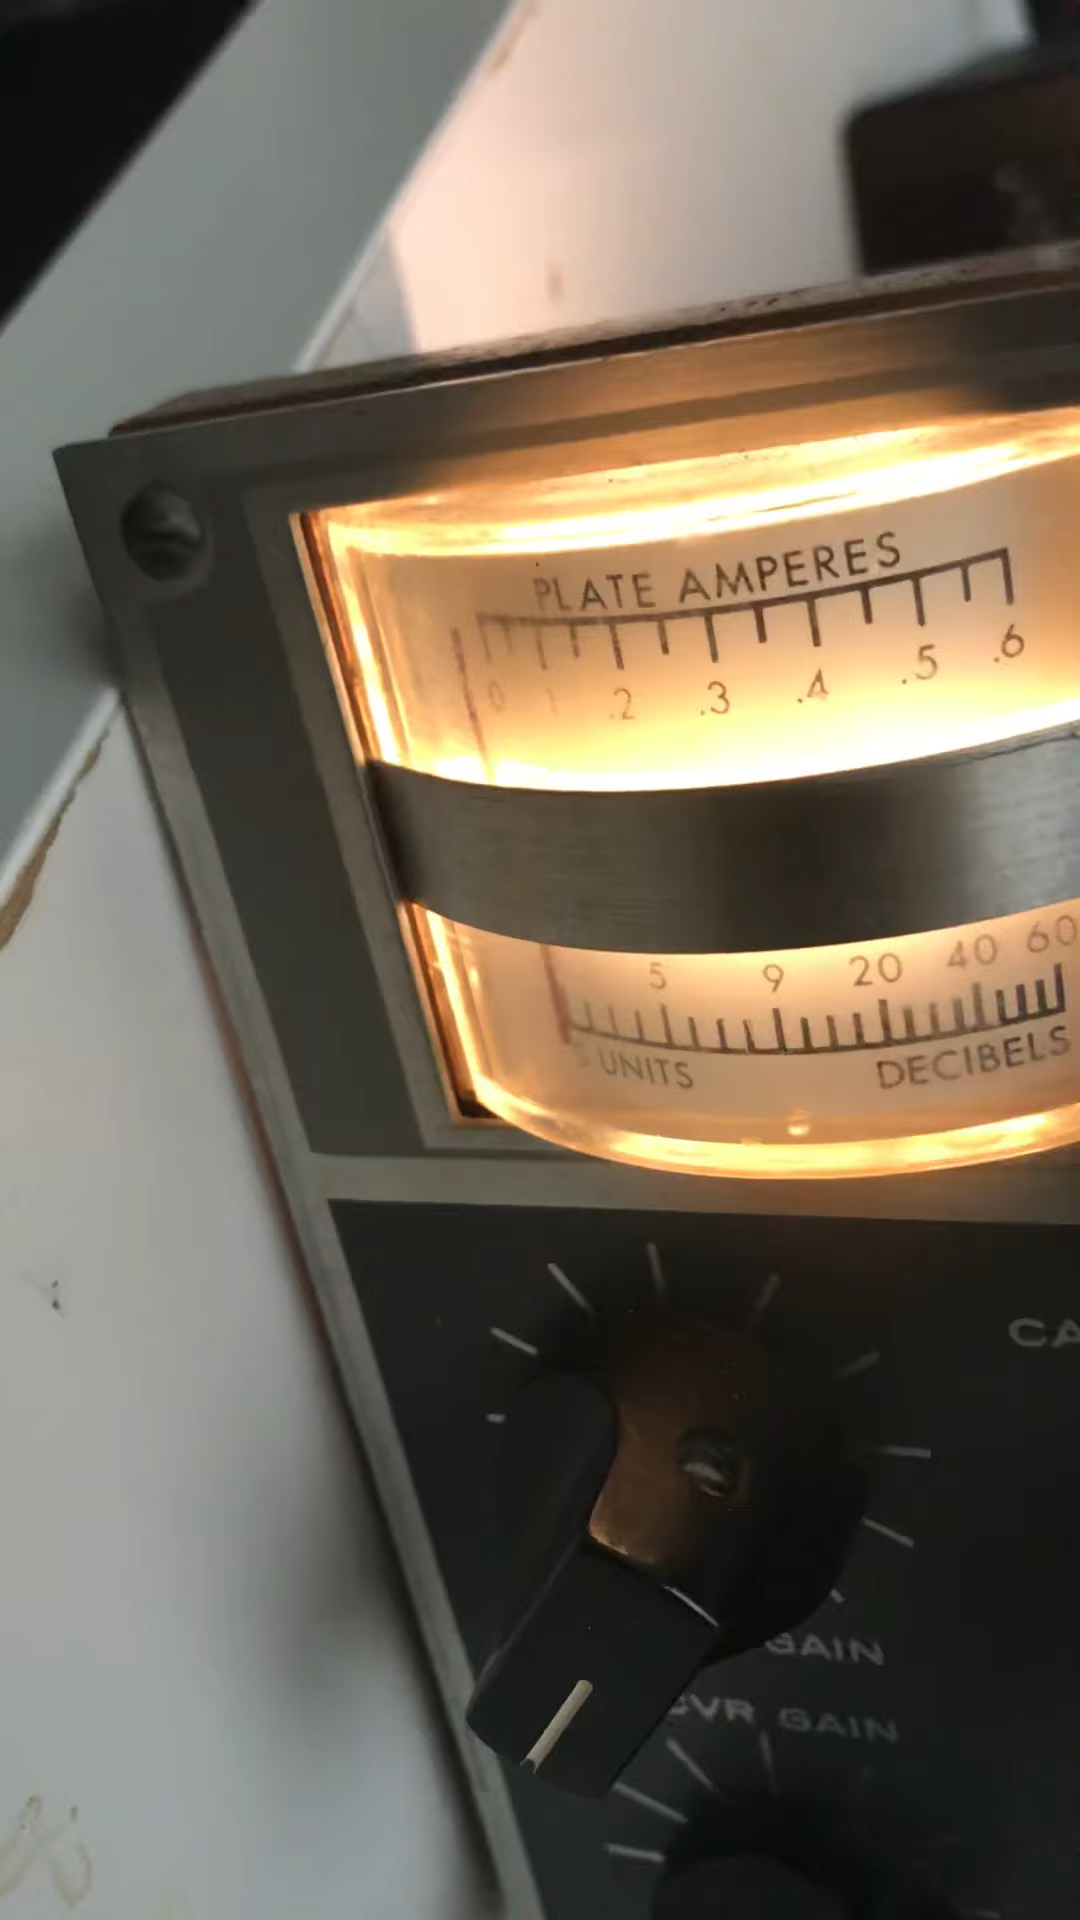 PLATE AMPERES
0 1 .2 .3 .4 .5 .6
5 9 20 40 60
S UNITS DECIBELS
CA
GAIN
CVR GAIN